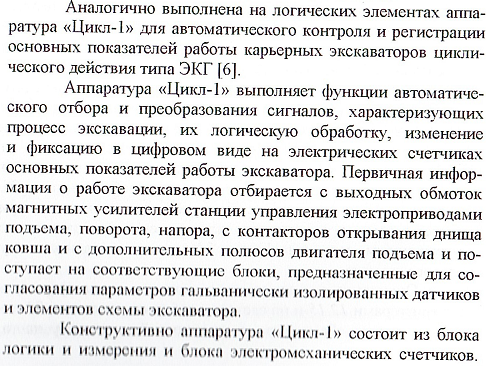 Аналогично выполнена на логических элементах аппа-
ратура «Цикл-1» для автоматического контроля и регистрации
основных показателей работы карьерных экскаваторов цикли-
ческого действия типа ЭКГ [6].
Аппаратура «Цикл-1» выполняет функции автоматиче-
ского отбора и преобразования сигналов, характеризующих
процесс экскавации, их логическую обработку, изменение
и фиксацию в цифровом виде на электрических счетчиках
основных показателей работы экскаватора. Первичная инфор-
мация о работе экскаватора отбирается с выходных обмоток
магнитных усилителей станции управления электроприводами
подъема, поворота, напора, с контакторов открывания днища
ковша и с дополнительных полюсов двигателя подъема и по-
ступает на соответствующие блоки, предназначенные для со-
гласования параметров гальванически изолированных датчиков
и элементов схемы экскаватора.
Конструктивно аппаратура «Цикл-1» состоит из блока
логики и измерения и блока электромеханических счетчиков.